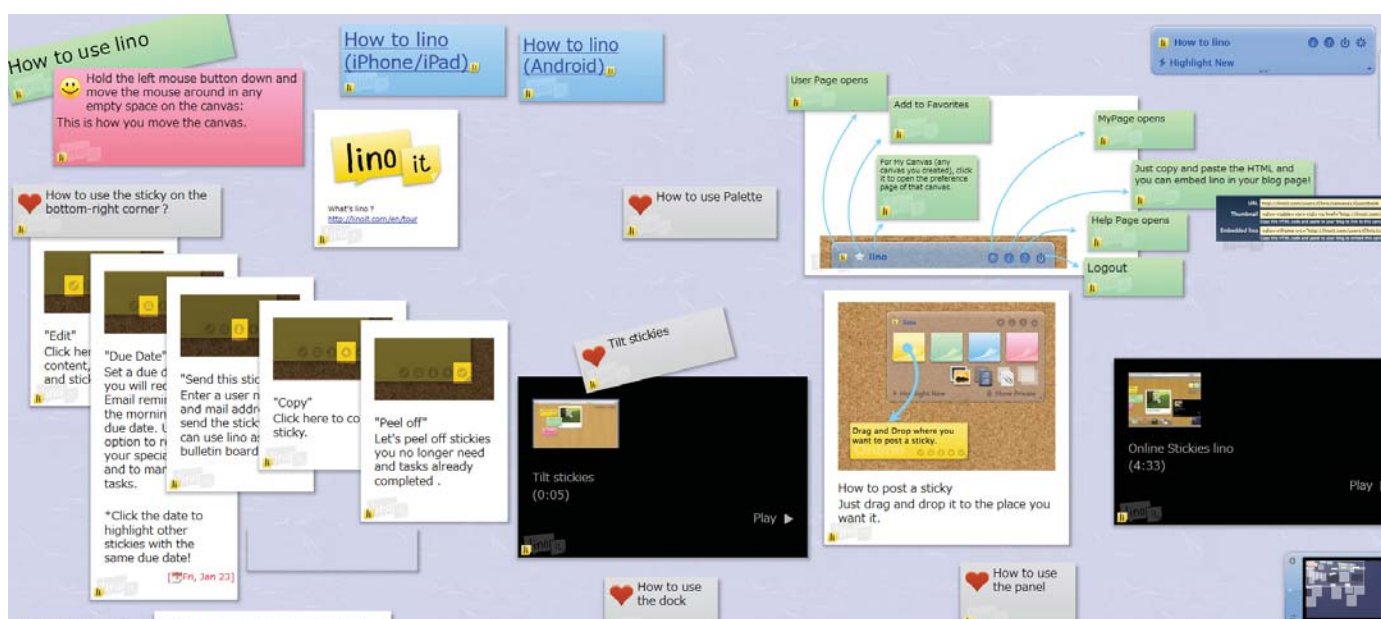 How to use lino
Hold the left mouse button down and
move the mouse around in any
empty space on the canvas:
This is how you move the canvas.
How to lino
(iPhone/iPad)
How to lino
(Android)
lino it
What's lino ?
http://linoit.com/en/tour
How to use the sticky on the
bottom-right corner ?
"Edit"
Click her
content,
and stick
"Due Date"
Set a due d
you will rec
Email remin
the mornin
due date. U
option to re
your specia
and to mar
tasks.
*Click the date to
highlight other
stickies with the
same due date!
[Fri, Jan 23]
"Send this stic
Enter a user n
and mail addr
send the stick
can use lino as
bulletin board
"Copy"
Click here to co
sticky.
"Peel off"
Let's peel off stickies
you no longer need
and tasks already
completed .
How to use Palette
Tilt stickies
Tilt stickies
(0:05)
Play
How to use
the dock
User Page opens
Add to Favorites
For My Canvas (any
canvas you created), click
it to open the preference
page of that canvas.
lino
MyPage opens
Just copy and paste the HTML and
you can embed lino in your blog page!
Help Page opens
Logout
URL
Thumbnail
Embedded lino
How to lino
Highlight New
lino
Highlight New
Show Private
Drag and Drop where you
want to post a sticky.
How to post a sticky
Just drag and drop it to the place you
want it.
Online Stickies lino
(4:33)
Play
How to use
the panel